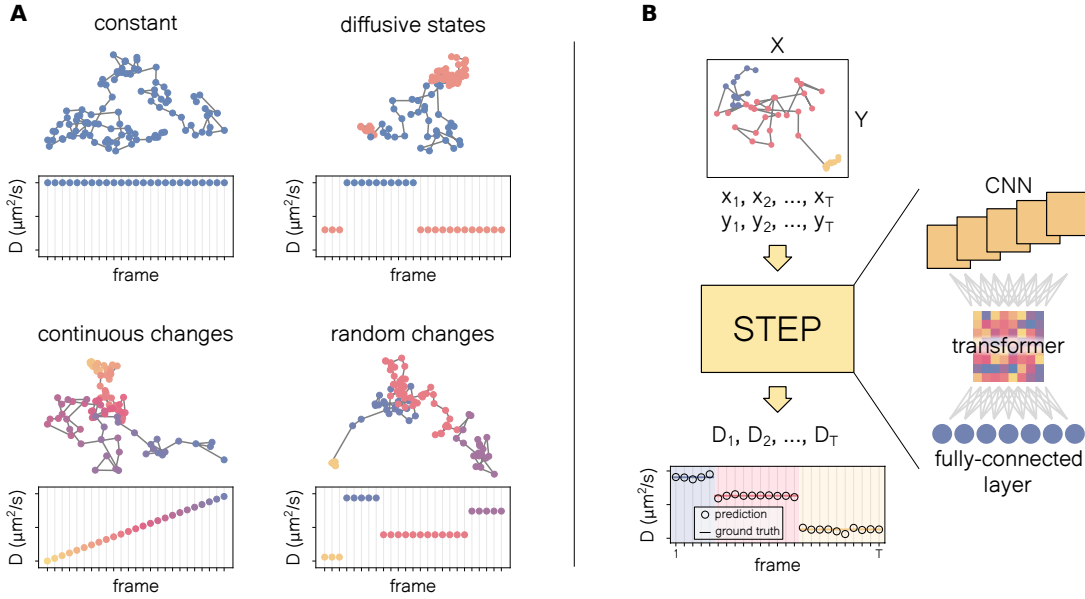 A
constant
diffusive states
D (μm²/s)
frame
D (μm²/s)
frame
continuous changes
random changes
D (μm²/s)
frame
D (μm²/s)
frame
B
X
Y
x₁, x₂, ..., x_T
y₁, y₂, ..., y_T
STEP
D₁, D₂, ..., D_T
D (μm²/s)
prediction
ground truth
1
T
frame
CNN
transformer
fully-connected
layer